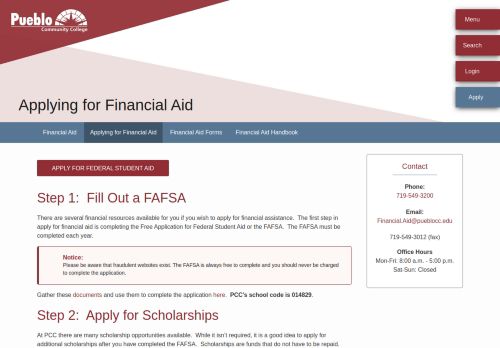 Pueblo
Community College
Menu
Search
Login
Apply
Applying for Financial Aid
Financial Aid
Applying for Financial Aid
Financial Aid Forms
Financial Aid Handbook
APPLY FOR FEDERAL STUDENT AID
Step 1: Fill Out a FAFSA
There are several financial resources available for you if you wish to apply for financial assistance. The first step in
apply for financial aid is completing the Free Application for Federal Student Aid or the FAFSA. The FAFSA must be
completed each year.
Notice:
Please be aware that fraudulent websites exist. The FAFSA is always free to complete and you should never be charged
to complete the application.
Gather these documents and use them to complete the application here. PCC's school code is 014829.
Step 2: Apply for Scholarships
At PCC there are many scholarship opportunities available. While it isn't required, it is a good idea to apply for
additional scholarships after you have completed the FAFSA. Scholarships are funds that do not have to be repaid,
Contact
Phone:
719-549-3200
Email:
Financial.Aid@pueblocc.edu
719-549-3012 (fax)
Office Hours
Mon-Fri: 8:00 a.m. - 5:00 p.m.
Sat-Sun: Closed